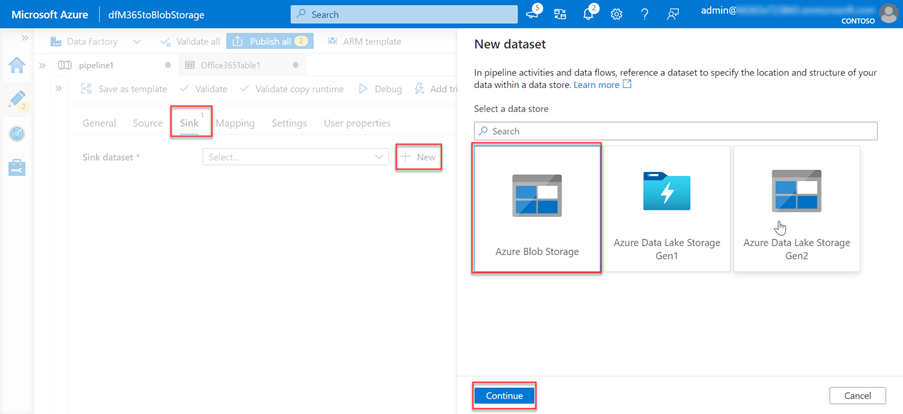 Microsoft Azure
dfM365toBlobStorage
Search
5
2
admin@
CONTOSO
Data Factory
Validate all
Publish all 2
ARM template
pipeline1
Office365Table1
2
Save as template
Validate
Validate copy runtime
Debug
Add tri
General
Source
Sink 1
Mapping
Settings
User properties
Sink dataset *
Select...
New
New dataset
In pipeline activities and data flows, reference a dataset to specify the location and structure of your
data within a data store. Learn more
Select a data store
Search
Azure Blob Storage
Azure Data Lake Storage
Gen1
Azure Data Lake Storage
Gen2
Continue
Cancel